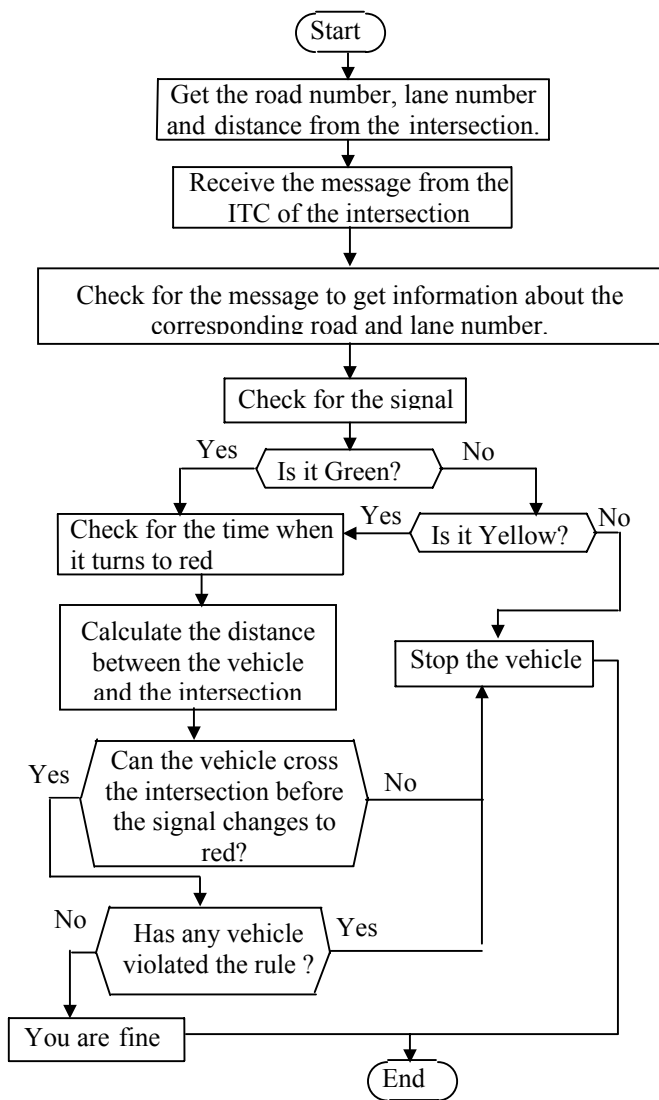 Start
Get the road number, lane number
and distance from the intersection.
Receive the message from the
ITC of the intersection
Check for the message to get information about the
corresponding road and lane number.
Check for the signal
Yes
Is it Green?
No
Check for the time when
it turns to red
Yes
Is it Yellow?
No
Calculate the distance
between the vehicle
and the intersection
Stop the vehicle
Yes
Can the vehicle cross
the intersection before
the signal changes to
red?
No
No
Has any vehicle
violated the rule ?
Yes
You are fine
End